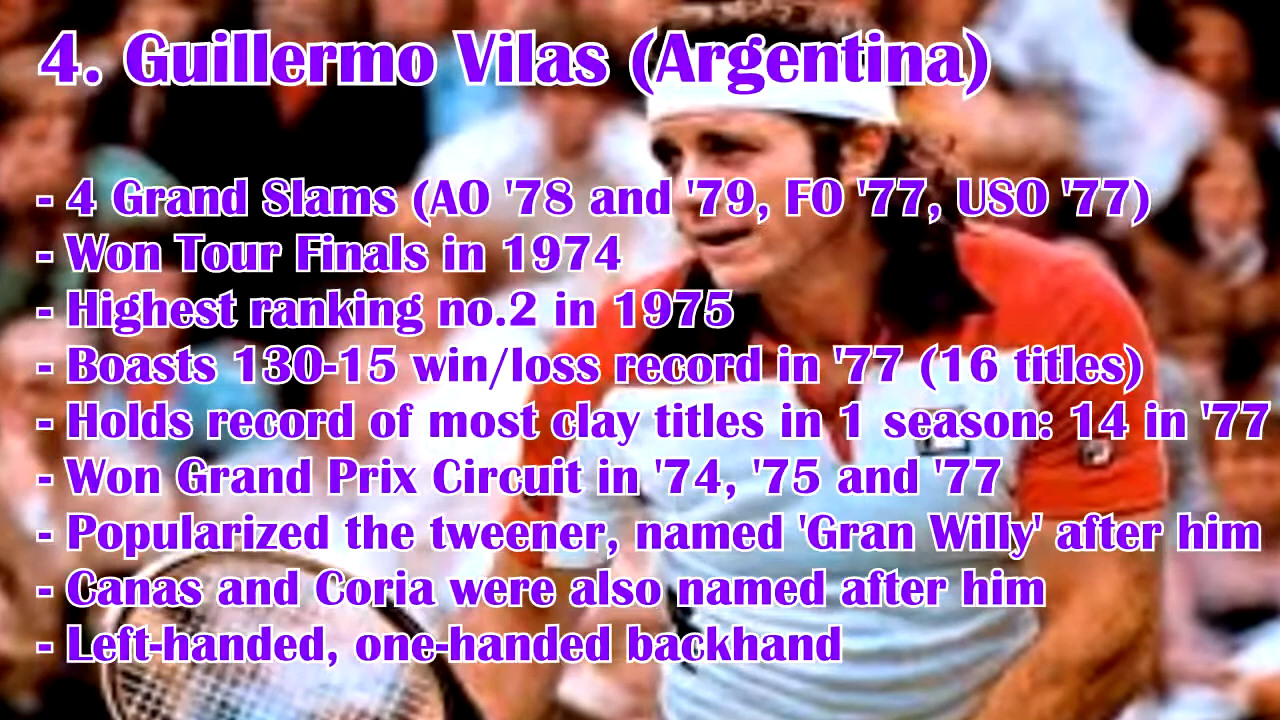 4. Guillermo Vilas (Argentina)
- 4 Grand Slams (AO '78 and '79, FO '77, USO '77)
- Won Tour Finals in 1974
- Highest ranking no.2 in 1975
- Boasts 130-15 win/loss record in '77 (16 titles)
- Holds record of most clay titles in 1 season: 14 in '77
- Won Grand Prix Circuit in '74, '75 and '77
- Popularized the tweener, named 'Gran Willy' after him
- Canas and Coria were also named after him
- Left-handed, one-handed backhand